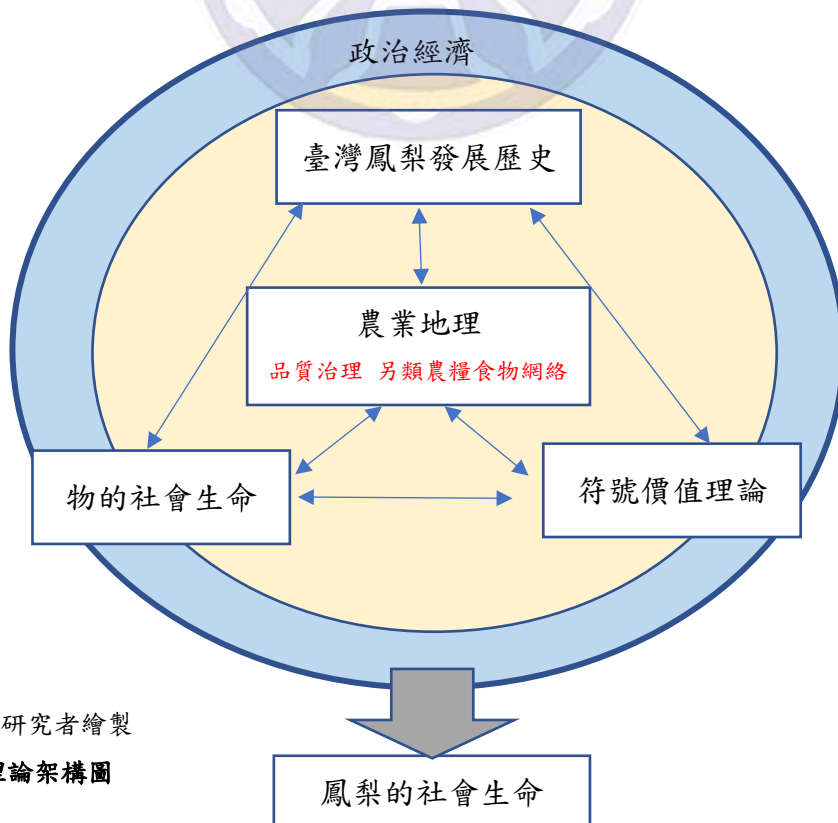 政治經濟
臺灣鳳梨發展歷史
農業地理
品質治理 另類農糧食物網絡
物的社會生命
符號價值理論
研究者繪製
論架構圖
鳳梨的社會生命